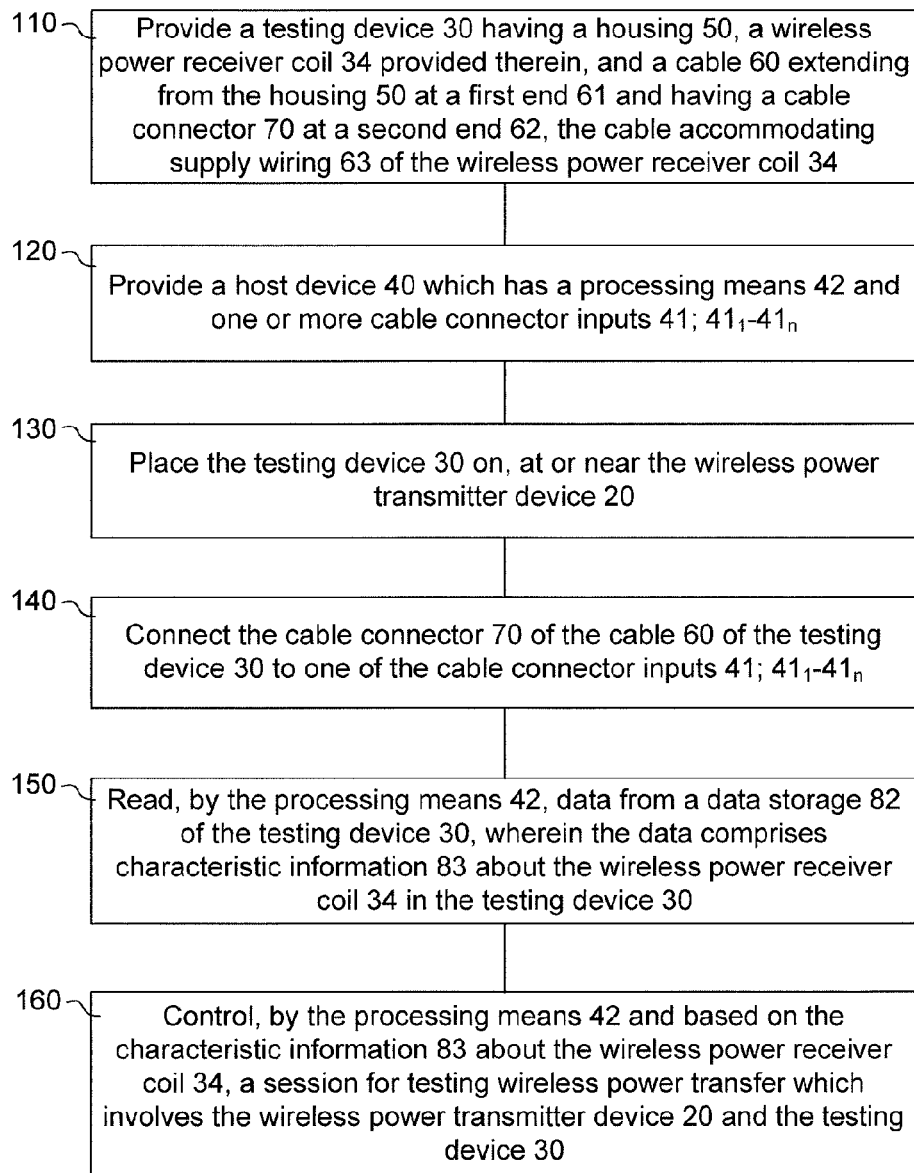 110
Provide a testing device 30 having a housing 50, a wireless
power receiver coil 34 provided therein, and a cable 60 extending
from the housing 50 at a first end 61 and having a cable
connector 70 at a second end 62, the cable accommodating
supply wiring 63 of the wireless power receiver coil 34
120
Provide a host device 40 which has a processing means 42 and
one or more cable connector inputs 41; 41₁-41ₙ
130
Place the testing device 30 on, at or near the wireless power
transmitter device 20
140
Connect the cable connector 70 of the cable 60 of the testing
device 30 to one of the cable connector inputs 41; 41₁-41ₙ
150
Read, by the processing means 42, data from a data storage 82
of the testing device 30, wherein the data comprises
characteristic information 83 about the wireless power receiver
coil 34 in the testing device 30
160
Control, by the processing means 42 and based on the
characteristic information 83 about the wireless power receiver
coil 34, a session for testing wireless power transfer which
involves the wireless power transmitter device 20 and the testing
device 30